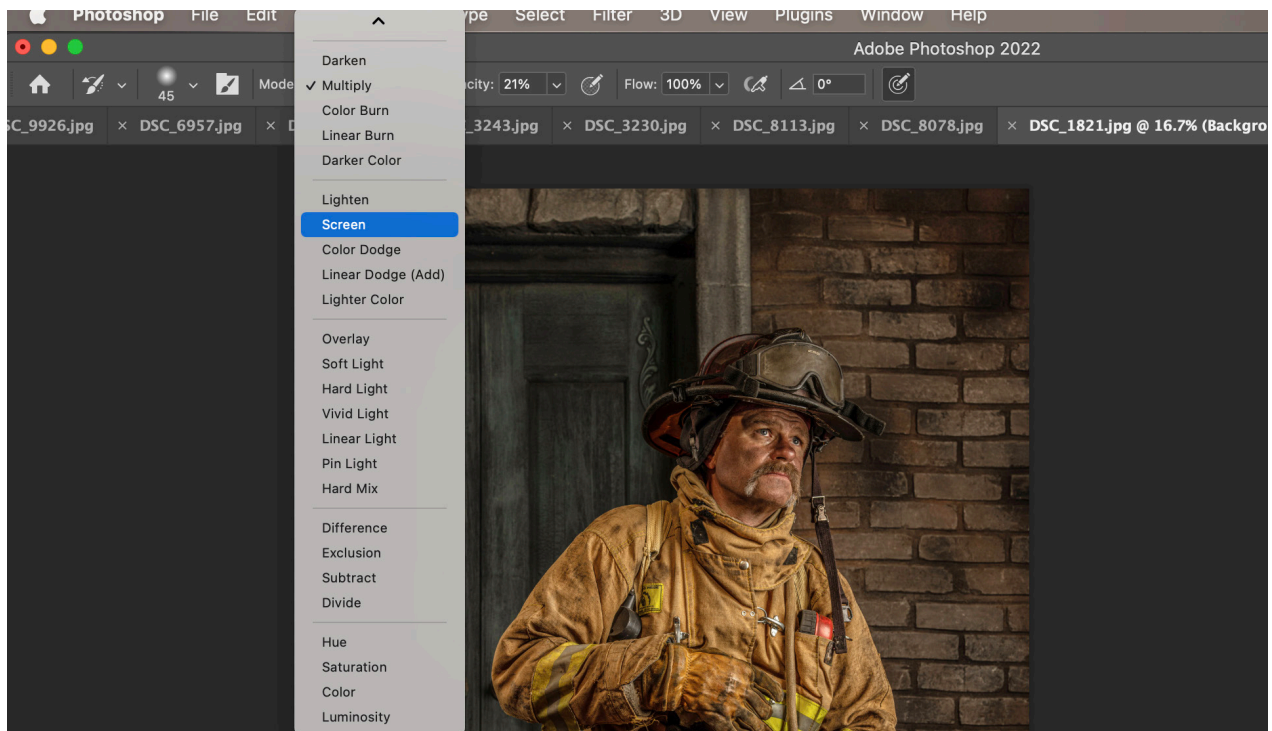 Photoshop File Edit ype Select Filter 3D View Plugins Window Help
Adobe Photoshop 2022
45 Mode acity: 21% Flow: 100% 0°
SC_9926.jpg × DSC_6957.jpg × D _3243.jpg × DSC_3230.jpg × DSC_8113.jpg × DSC_8078.jpg × DSC_1821.jpg @ 16.7% (Backgro
Darken
✓ Multiply
Color Burn
Linear Burn
Darker Color
Lighten
Screen
Color Dodge
Linear Dodge (Add)
Lighter Color
Overlay
Soft Light
Hard Light
Vivid Light
Linear Light
Pin Light
Hard Mix
Difference
Exclusion
Subtract
Divide
Hue
Saturation
Color
Luminosity